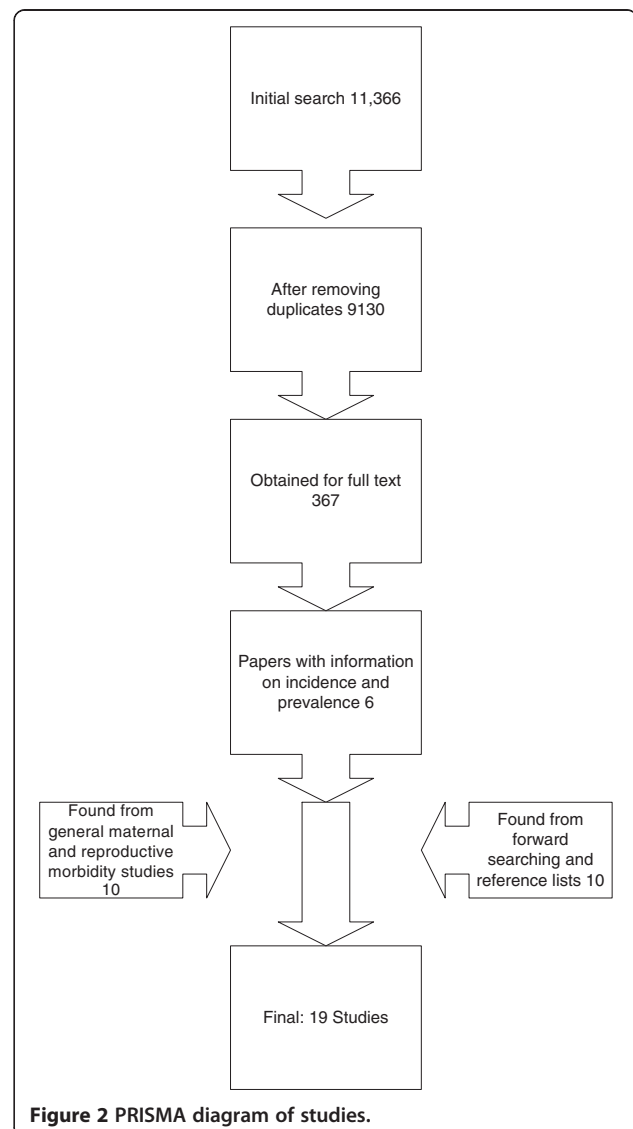 Initial search 11,366
After removing
duplicates 9130
Obtained for full text
367
Papers with information
on incidence and
prevalence 6
Found from
general maternal
and reproductive
morbidity studies
10
Found from
forward
searching and
reference lists 10
Final: 19 Studies
Figure 2 PRISMA diagram of studies.